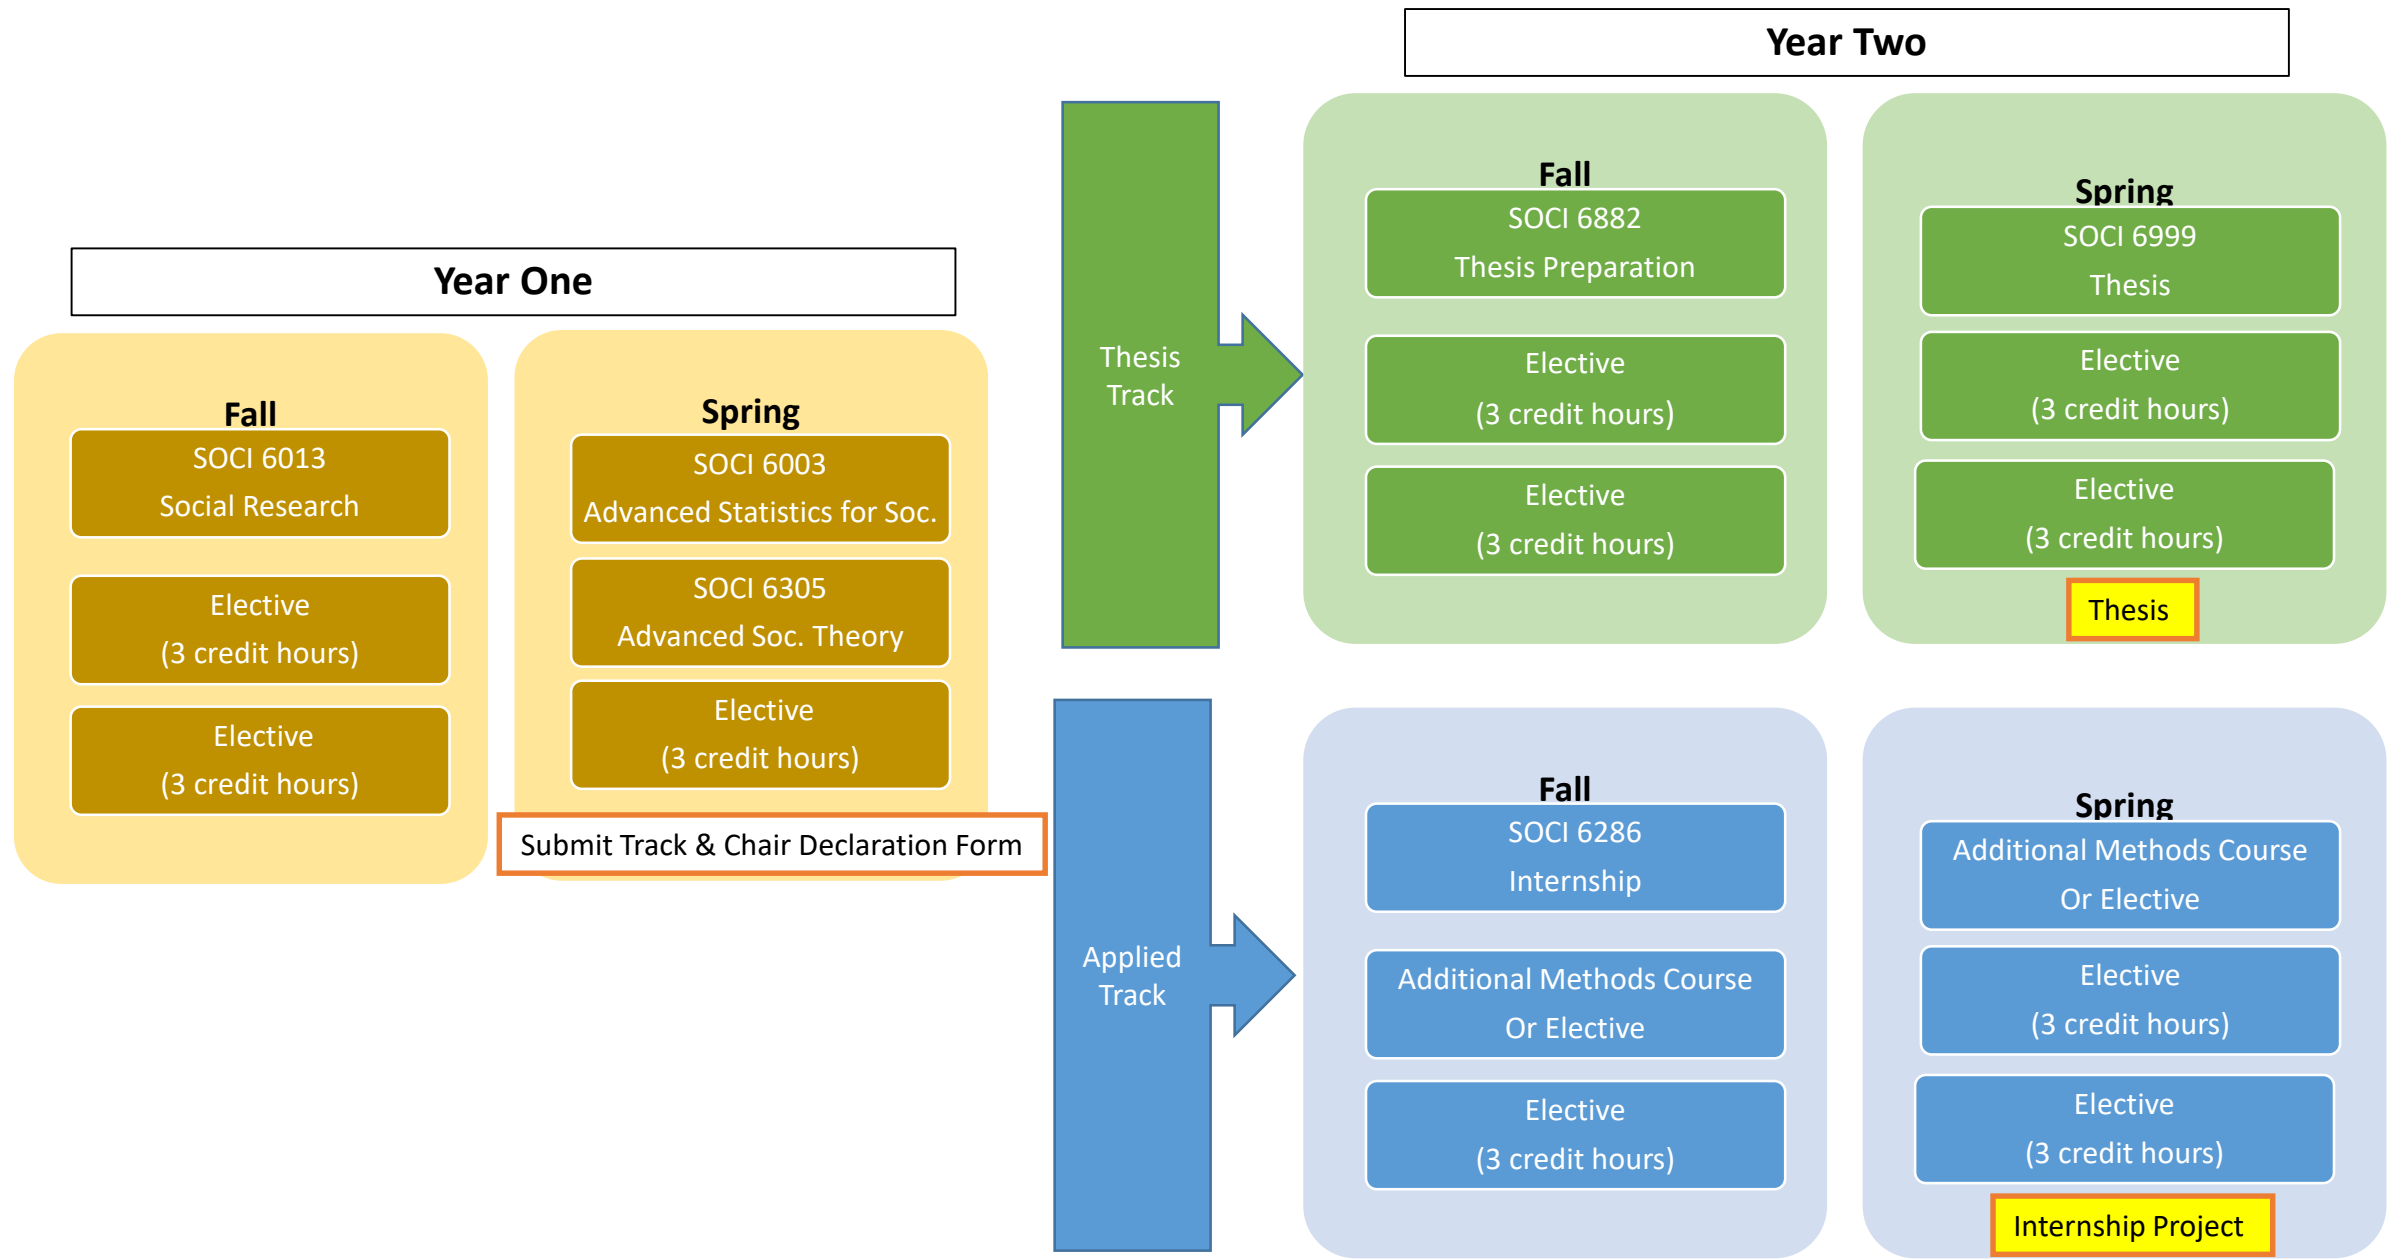 Year One
Fall
SOCI 6013
Social Research
Elective
(3 credit hours)
Elective
(3 credit hours)
Spring
SOCI 6003
Advanced Statistics for Soc.
SOCI 6305
Advanced Soc. Theory
Elective
(3 credit hours)
Submit Track & Chair Declaration Form
Year Two
Thesis
Track
Fall
SOCI 6882
Thesis Preparation
Elective
(3 credit hours)
Elective
(3 credit hours)
Spring
SOCI 6999
Thesis
Elective
(3 credit hours)
Elective
(3 credit hours)
Thesis
Applied
Track
Fall
SOCI 6286
Internship
Additional Methods Course
Or Elective
Elective
(3 credit hours)
Spring
Additional Methods Course
Or Elective
Elective
(3 credit hours)
Elective
(3 credit hours)
Internship Project